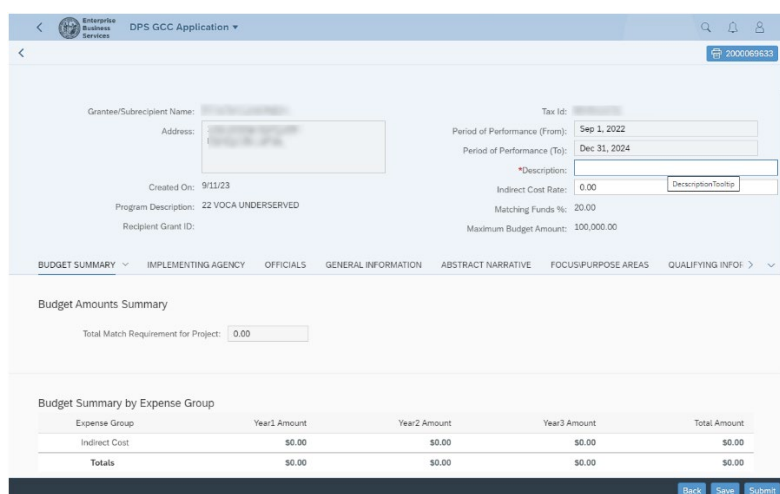 Enterprise
Business
Services
DPS GCC Application
2000069633
Grantee/Subrecipient Name:
Tax Id:
Address:
Period of Performance (From): Sep 1, 2022
Period of Performance (To): Dec 31, 2024
*Description:
DecscriptionTooltip
Created On: 9/11/23
Indirect Cost Rate: 0.00
Program Description: 22 VOCA UNDERSERVED
Matching Funds %: 20.00
Recipient Grant ID:
Maximum Budget Amount: 100,000.00
BUDGET SUMMARY IMPLEMENTING AGENCY OFFICIALS GENERAL INFORMATION ABSTRACT NARRATIVE FOCUS\PURPOSE AREAS QUALIFYING INFOF
Budget Amounts Summary
Total Match Requirement for Project: 0.00
Budget Summary by Expense Group
Expense Group Year1 Amount Year2 Amount Year3 Amount Total Amount
Indirect Cost $0.00 $0.00 $0.00 $0.00
Totals $0.00 $0.00 $0.00 $0.00
Back Save Submit